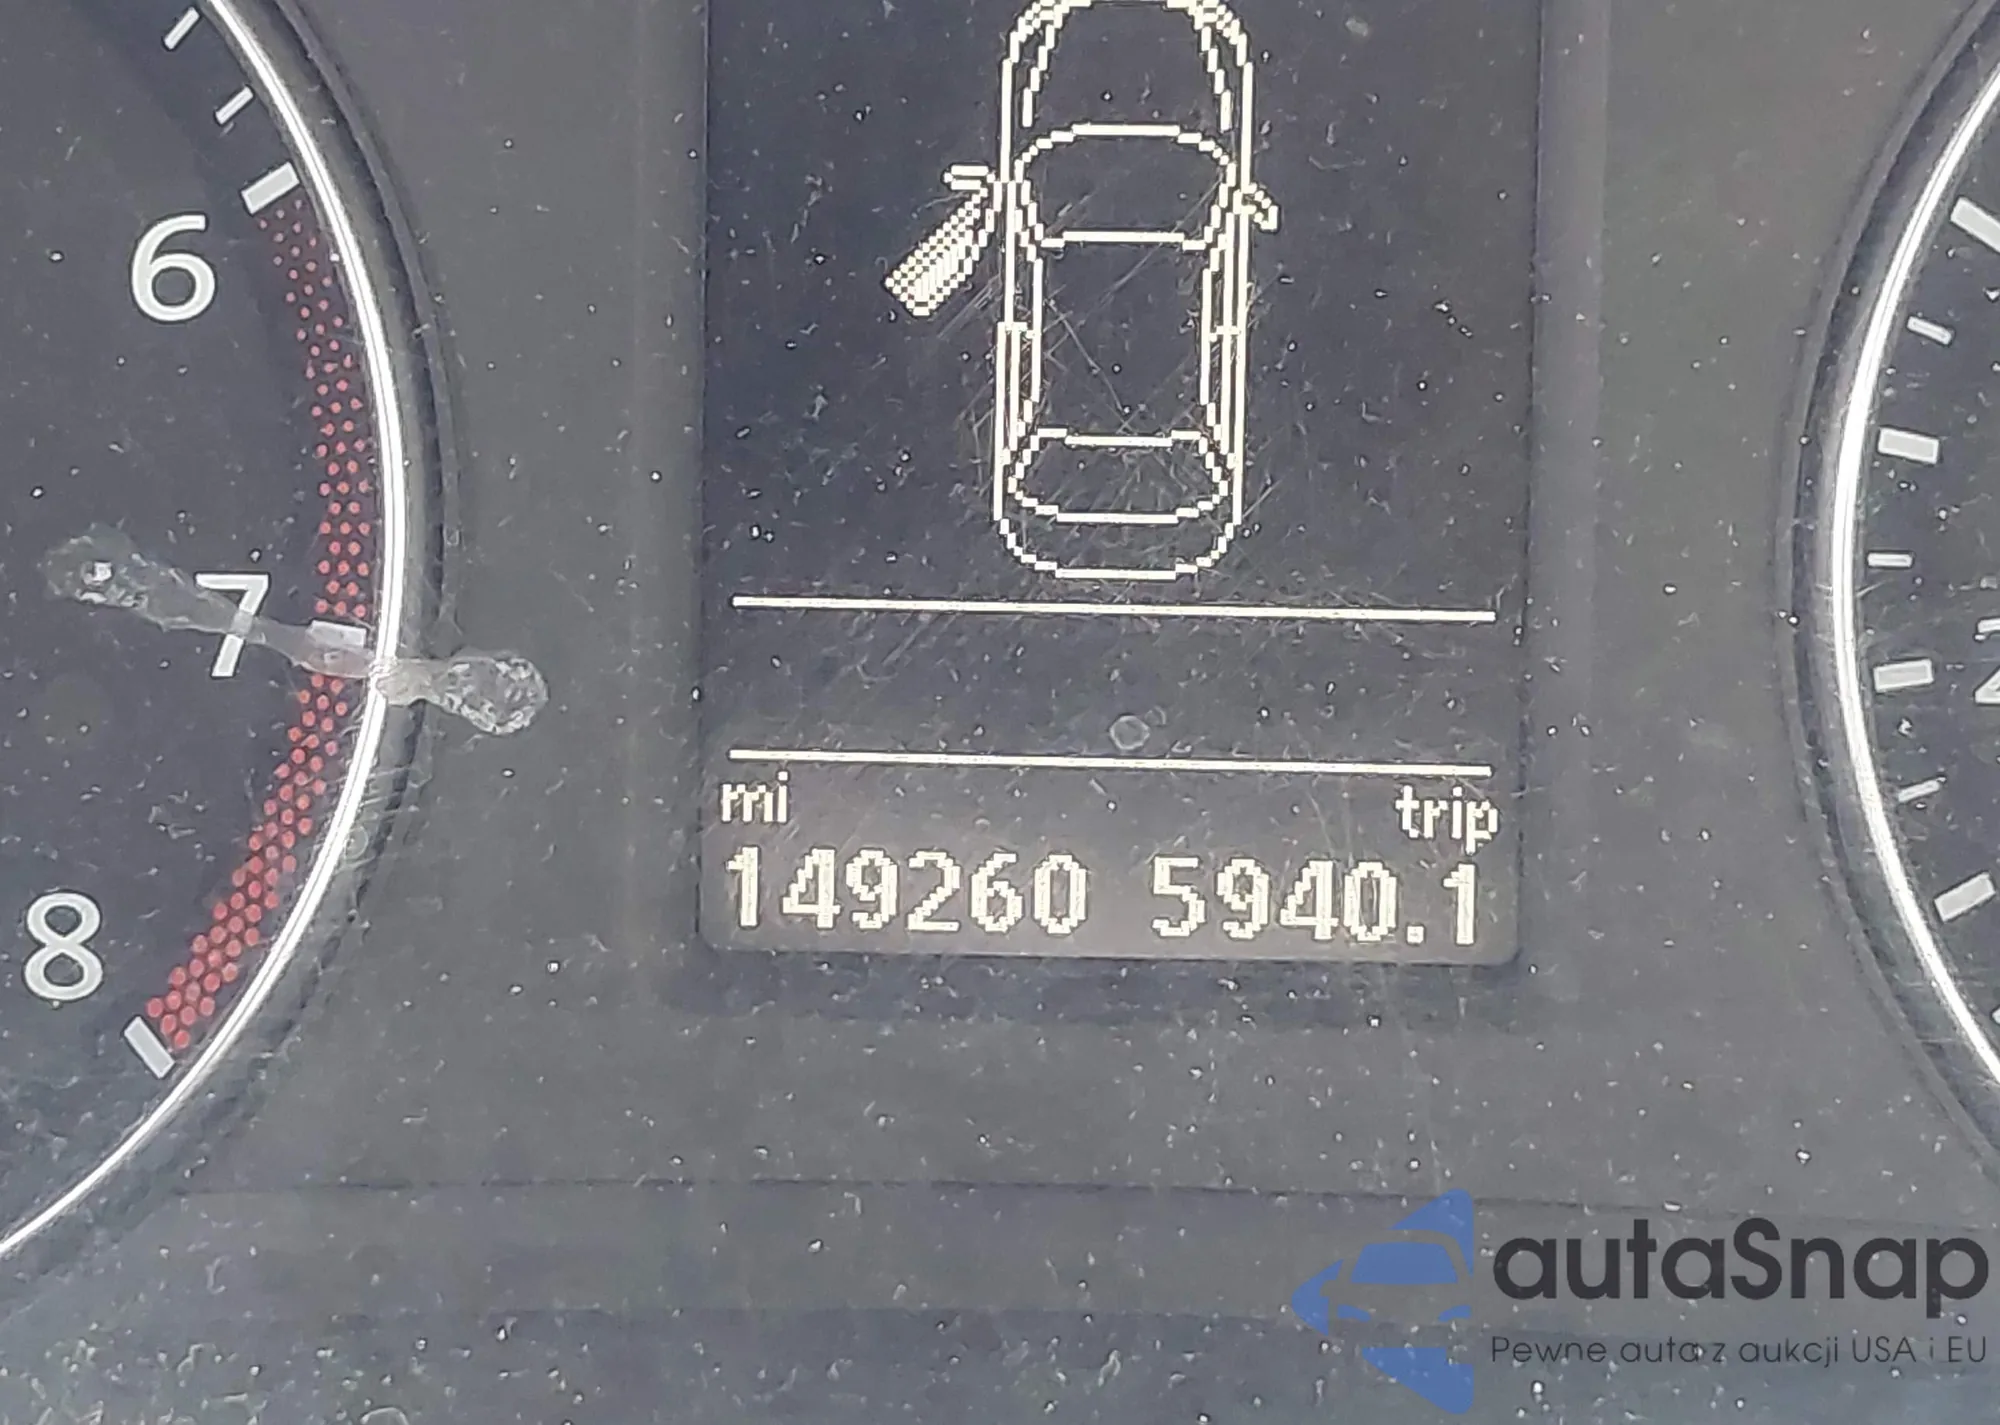 6
7
8
mi trip
149260 5940.1
autaSnap
Pewne auta z aukcji USA i EU